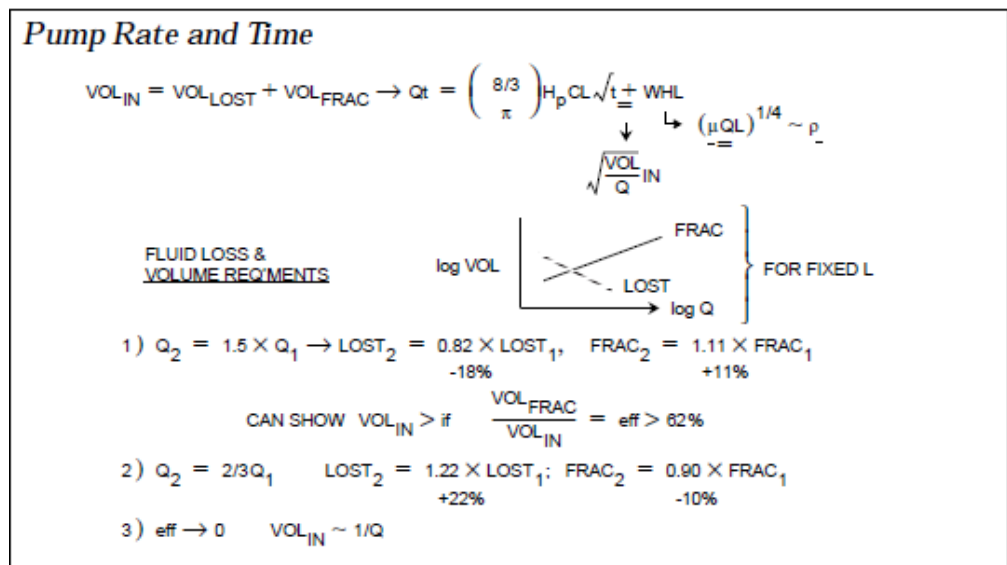 Pump Rate and Time
VOL_IN = VOL_LOST + VOL_FRAC → Qt = ( 8/3 / π ) H_p CL √t + WHL
↓ ↳ (μQL)^1/4 ~ ρ
√(VOL/Q) IN
FRAC
FLUID LOSS &
VOLUME REQ'MENTS
log VOL
LOST
} FOR FIXED L
→ log Q
1) Q_2 = 1.5 × Q_1 → LOST_2 = 0.82 × LOST_1, FRAC_2 = 1.11 × FRAC_1
-18% +11%
CAN SHOW VOL_IN > if VOL_FRAC / VOL_IN = eff > 62%
2) Q_2 = 2/3Q_1 LOST_2 = 1.22 × LOST_1; FRAC_2 = 0.90 × FRAC_1
+22% -10%
3) eff → 0 VOL_IN ~ 1/Q